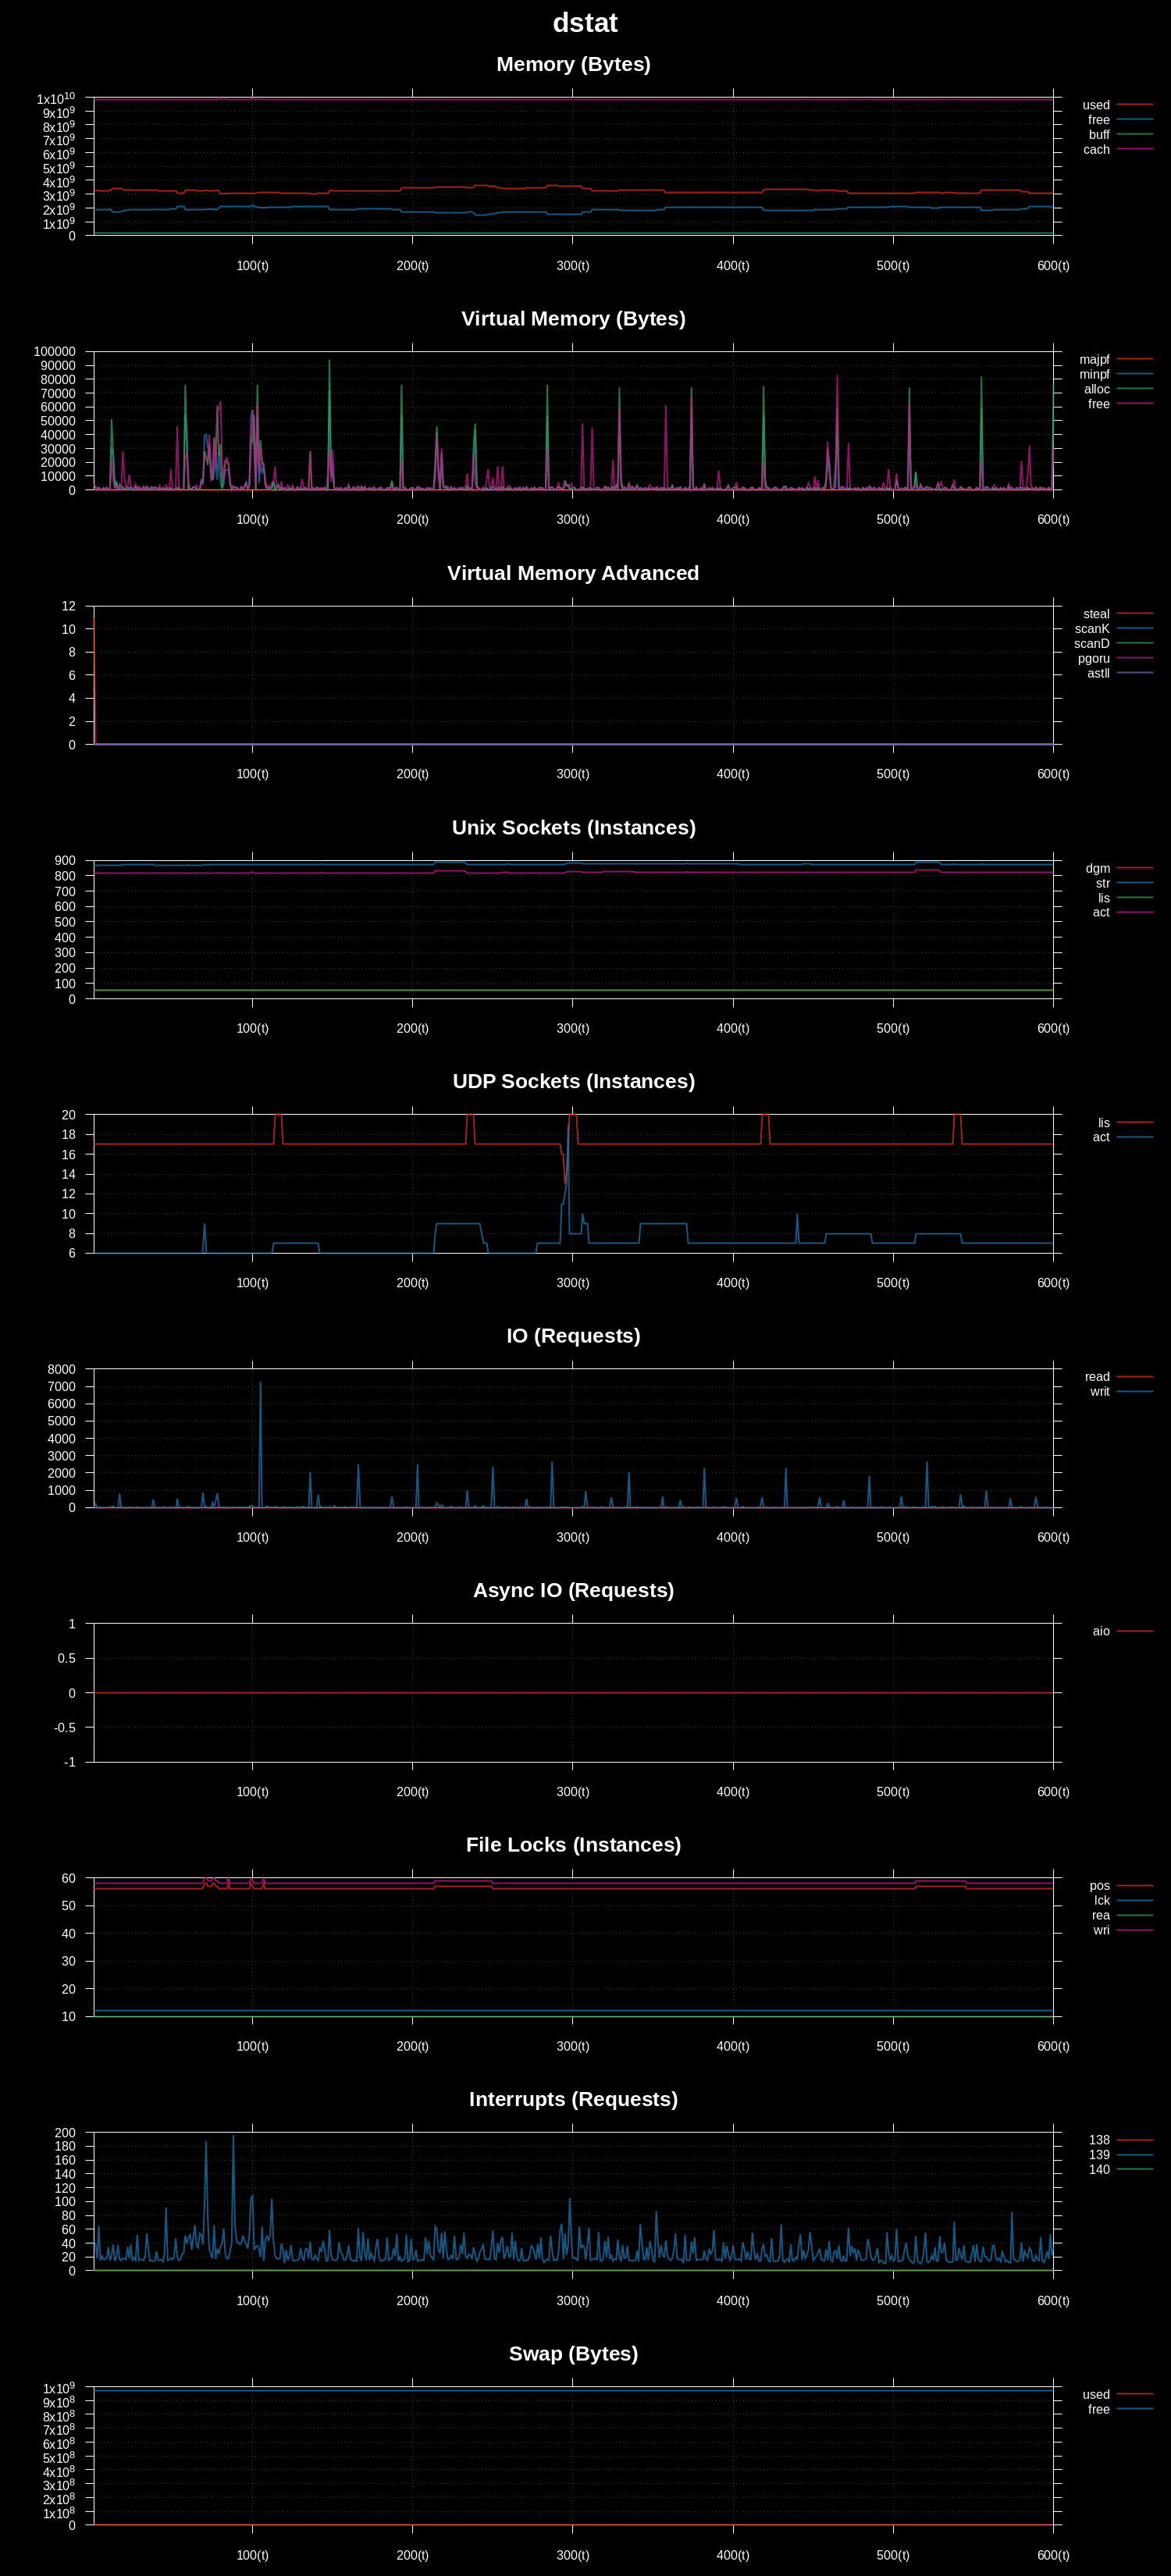 dstat
Memory (Bytes)
1x10^10
9x10^9
8x10^9
7x10^9
6x10^9
5x10^9
4x10^9
3x10^9
2x10^9
1x10^9
0
100(t) 200(t) 300(t) 400(t) 500(t) 600(t)
used
free
buff
cach
Virtual Memory (Bytes)
100000
90000
80000
70000
60000
50000
40000
30000
20000
10000
0
100(t) 200(t) 300(t) 400(t) 500(t) 600(t)
majpf
minpf
alloc
free
Virtual Memory Advanced
12
10
8
6
4
2
0
100(t) 200(t) 300(t) 400(t) 500(t) 600(t)
steal
scanK
scanD
pgoru
astll
Unix Sockets (Instances)
900
800
700
600
500
400
300
200
100
0
100(t) 200(t) 300(t) 400(t) 500(t) 600(t)
dgm
str
lis
act
UDP Sockets (Instances)
20
18
16
14
12
10
8
6
100(t) 200(t) 300(t) 400(t) 500(t) 600(t)
lis
act
IO (Requests)
8000
7000
6000
5000
4000
3000
2000
1000
0
100(t) 200(t) 300(t) 400(t) 500(t) 600(t)
read
writ
Async IO (Requests)
1
0.5
0
-0.5
-1
100(t) 200(t) 300(t) 400(t) 500(t) 600(t)
aio
File Locks (Instances)
60
50
40
30
20
10
100(t) 200(t) 300(t) 400(t) 500(t) 600(t)
pos
lck
rea
wri
Interrupts (Requests)
200
180
160
140
120
100
80
60
40
20
0
100(t) 200(t) 300(t) 400(t) 500(t) 600(t)
138
139
140
Swap (Bytes)
1x10^9
9x10^8
8x10^8
7x10^8
6x10^8
5x10^8
4x10^8
3x10^8
2x10^8
1x10^8
0
100(t) 200(t) 300(t) 400(t) 500(t) 600(t)
used
free